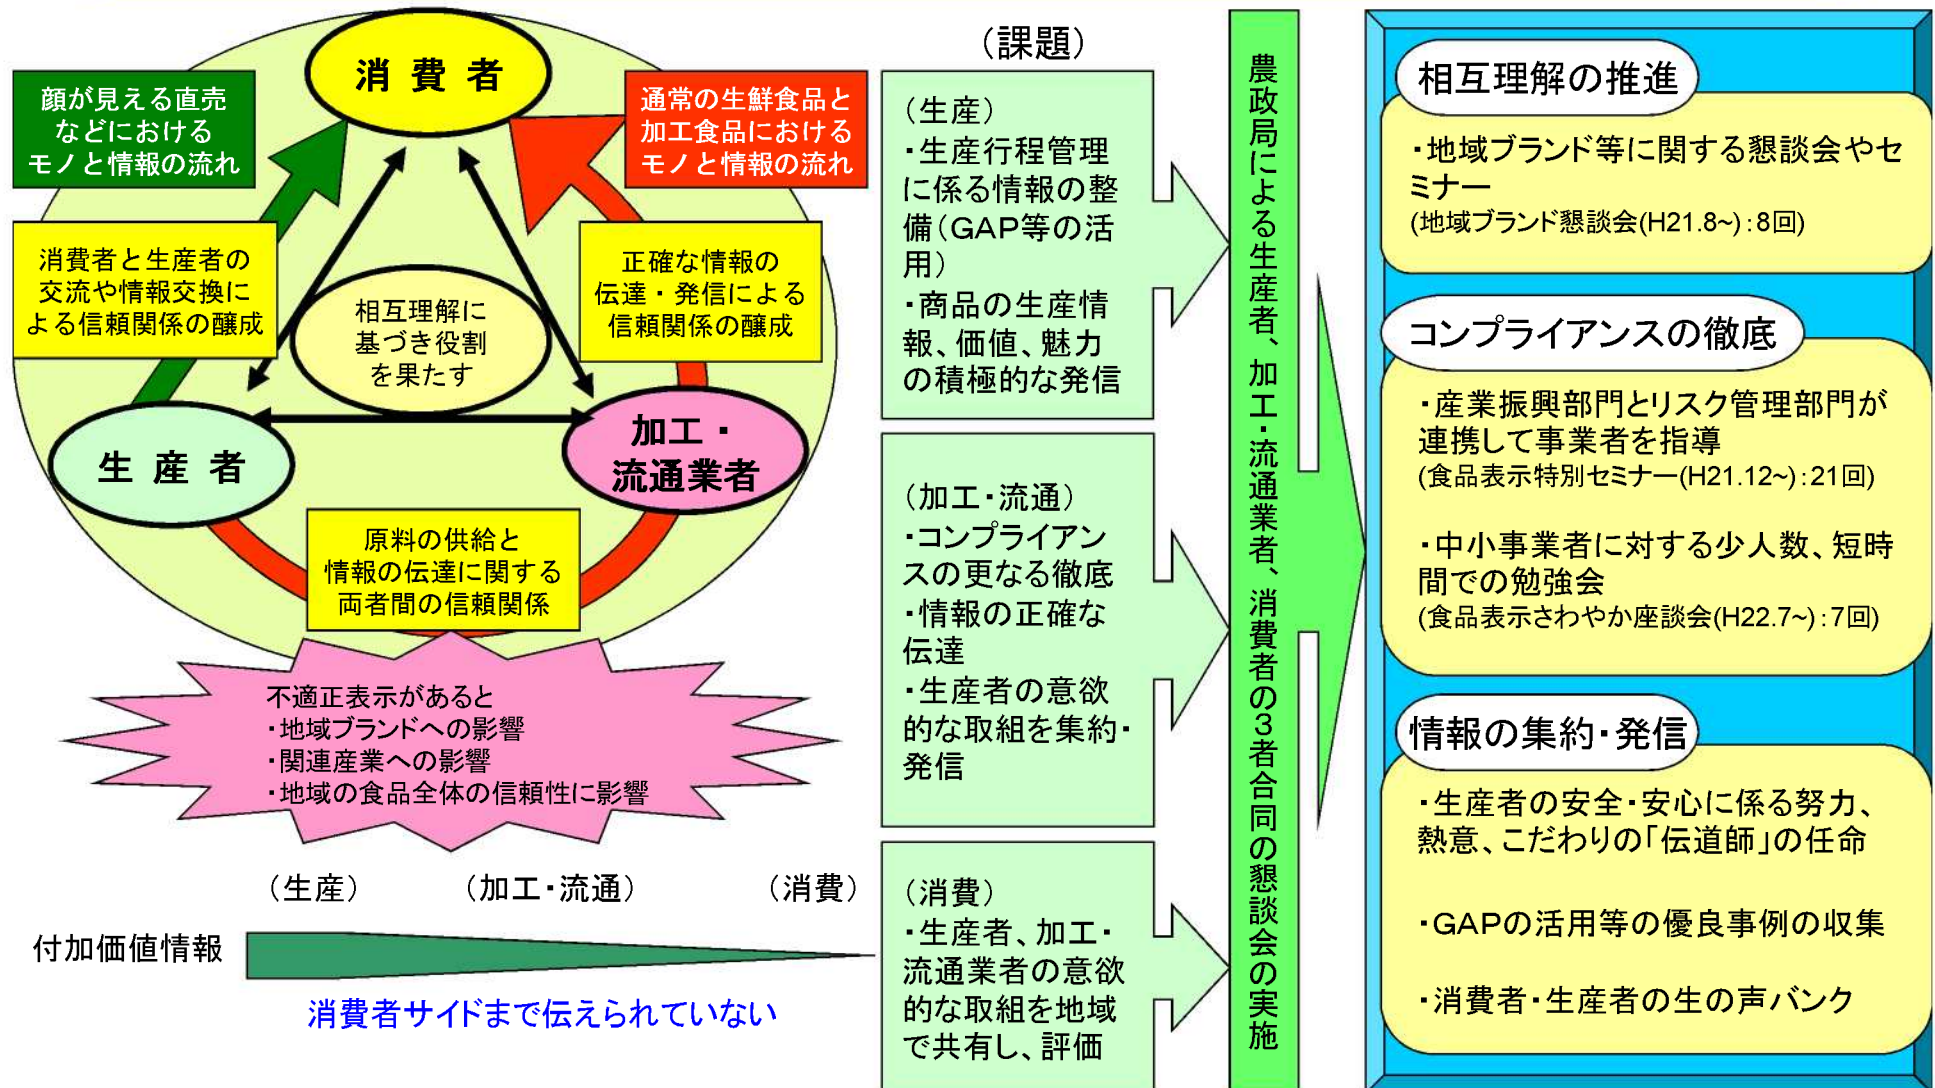 消 費 者
顔が見える直売
などにおける
モノと情報の流れ
通常の生鮮食品と
加工食品における
モノと情報の流れ
消費者と生産者の
交流や情報交換に
よる信頼関係の醸成
正確な情報の
伝達・発信による
信頼関係の醸成
相互理解に
基づき役割
を果たす
生 産 者
加工・
流通業者
原料の供給と
情報の伝達に関する
両者間の信頼関係
不適正表示があると
・地域ブランドへの影響
・関連産業への影響
・地域の食品全体の信頼性に影響
（生産）
（加工・流通）
（消費）
付加価値情報
消費者サイドまで伝えられていない
（課題）
（生産）
・生産行程管理
に係る情報の整
備（GAP等の活
用）
・商品の生産情
報、価値、魅力
の積極的な発信
（加工・流通）
・コンプライアン
スの更なる徹底
・情報の正確な
伝達
・生産者の意欲
的な取組を集約・
発信
（消費）
・生産者、加工・
流通業者の意欲
的な取組を地域
で共有し、評価
農政局による生産者、加工・流通業者、消費者の３者合同の懇談会の実施
相互理解の推進
・地域ブランド等に関する懇談会やセ
ミナー
(地域ブランド懇談会(H21.8~)：8回)
コンプライアンスの徹底
・産業振興部門とリスク管理部門が
連携して事業者を指導
(食品表示特別セミナー(H21.12~)：21回)
・中小事業者に対する少人数、短時
間での勉強会
(食品表示さわやか座談会(H22.7~)：7回)
情報の集約・発信
・生産者の安全・安心に係る努力、
熱意、こだわりの「伝道師」の任命
・GAPの活用等の優良事例の収集
・消費者・生産者の生の声バンク